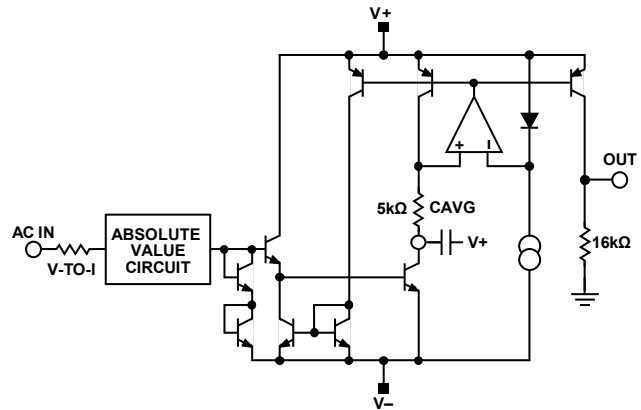 V+
+
–
OUT
5kΩ
CAVG
V+
AC IN
V-TO-I
ABSOLUTE
VALUE
CIRCUIT
16kΩ
V–